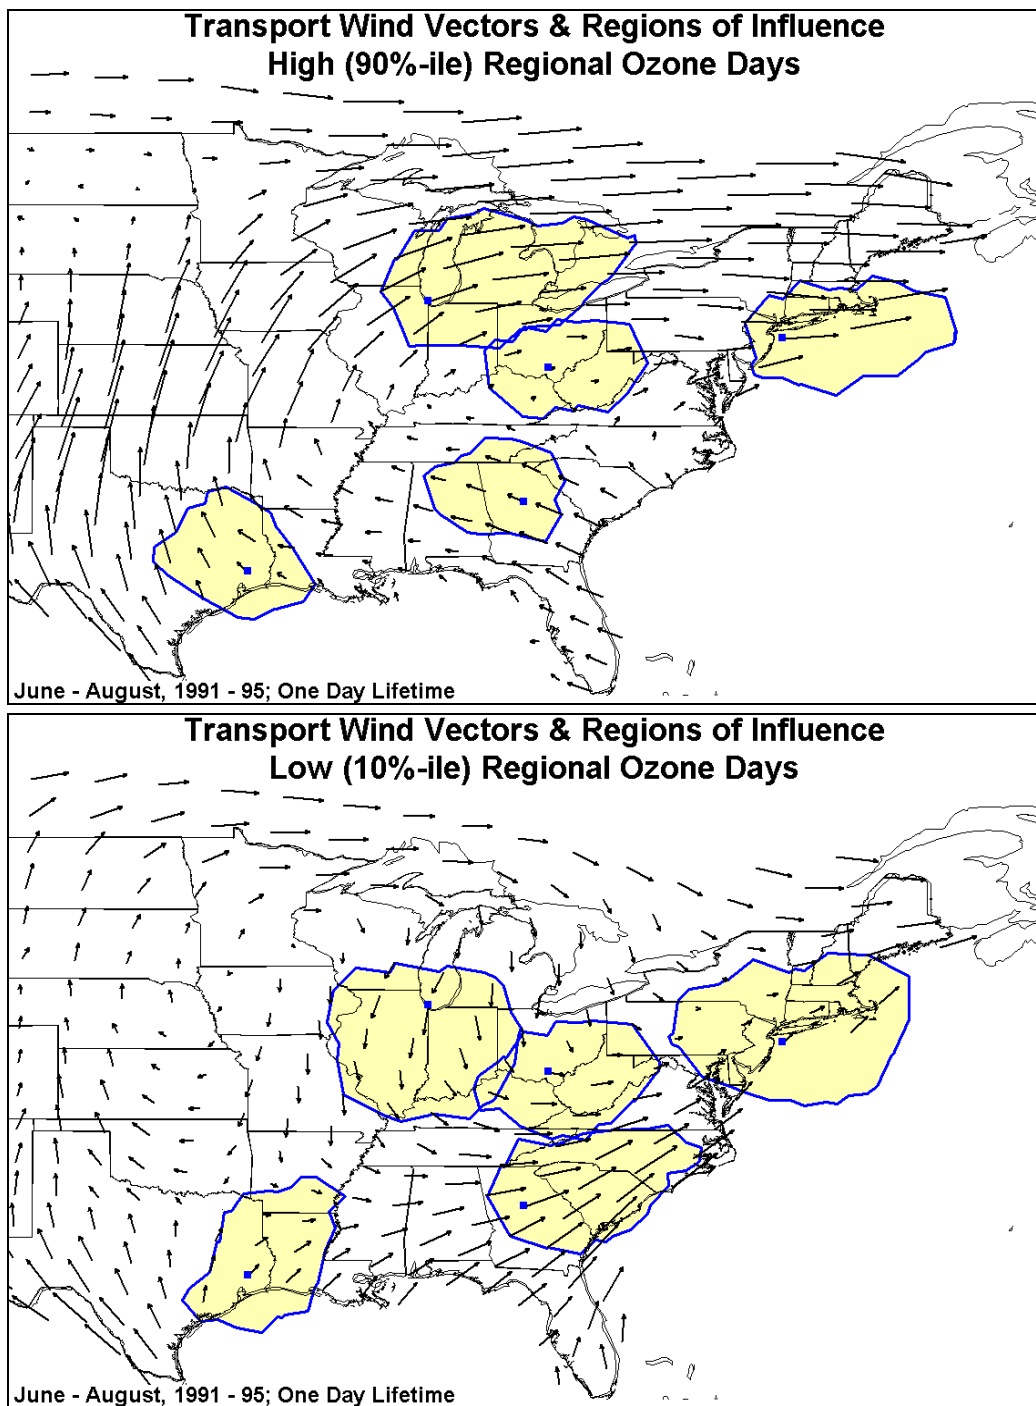 Transport Wind Vectors & Regions of Influence
High (90%-ile) Regional Ozone Days
June - August, 1991 - 95; One Day Lifetime
Transport Wind Vectors & Regions of Influence
Low (10%-ile) Regional Ozone Days
June - August, 1991 - 95; One Day Lifetime